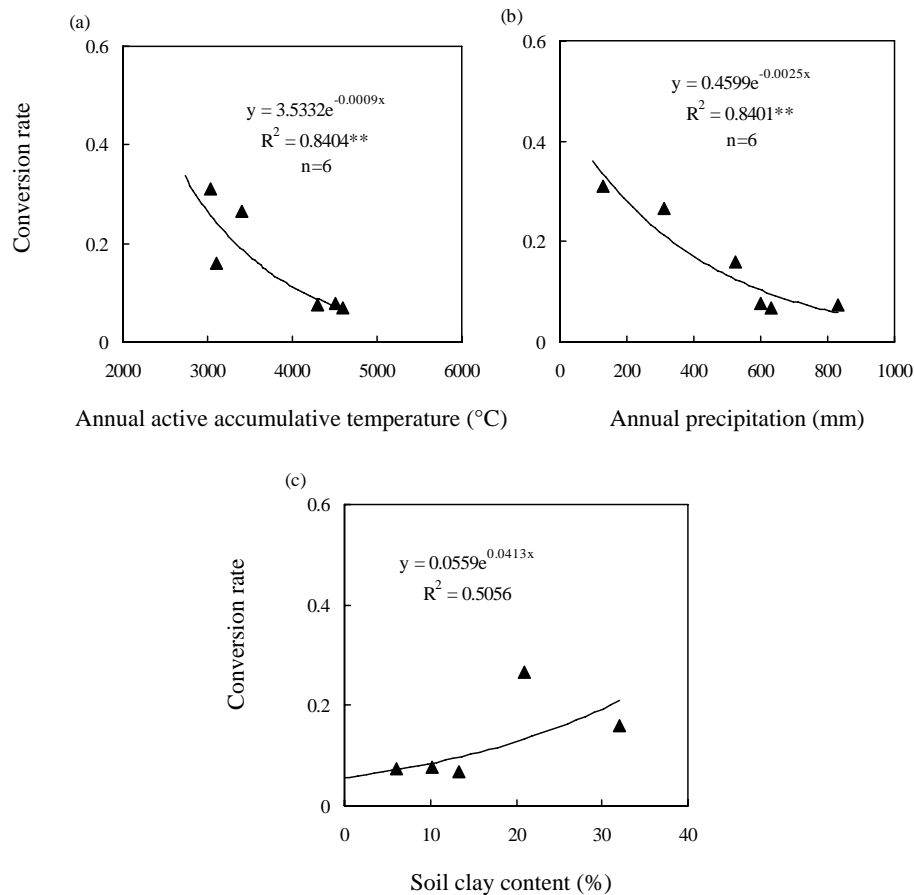 (a)
0.6
0.4
0.2
0
Conversion rate
y = 3.5332e^-0.0009x
R^2 = 0.8404**
n=6
2000 3000 4000 5000 6000
Annual active accumulative temperature (°C)
(b)
0.6
0.4
0.2
0
y = 0.4599e^-0.0025x
R^2 = 0.8401**
n=6
0 200 400 600 800 1000
Annual precipitation (mm)
(c)
0.6
0.4
0.2
0
Conversion rate
y = 0.0559e^0.0413x
R^2 = 0.5056
0 10 20 30 40
Soil clay content (%)